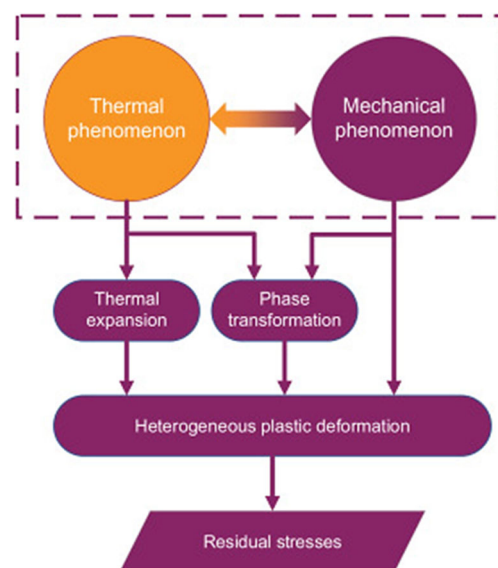 Thermal
phenomenon
Mechanical
phenomenon
Thermal
expansion
Phase
transformation
Heterogeneous plastic deformation
Residual stresses